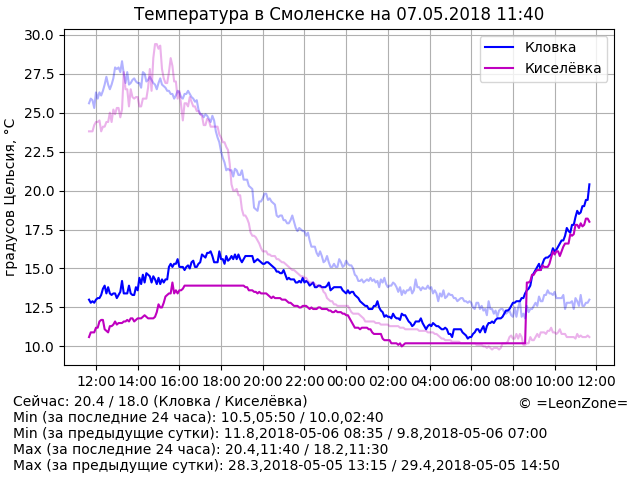 Температура в Смоленске на 07.05.2018 11:40
Кловка
Киселёвка
градусов Цельсия, °C
30.0
27.5
25.0
22.5
20.0
17.5
15.0
12.5
10.0
12:00 14:00 16:00 18:00 20:00 22:00 00:00 02:00 04:00 06:00 08:00 10:00 12:00
Сейчас: 20.4 / 18.0 (Кловка / Киселёвка)
© =LeonZone=
Min (за последние 24 часа): 10.5,05:50 / 10.0,02:40
Min (за предыдущие сутки): 11.8,2018-05-06 08:35 / 9.8,2018-05-06 07:00
Max (за последние 24 часа): 20.4,11:40 / 18.2,11:30
Max (за предыдущие сутки): 28.3,2018-05-05 13:15 / 29.4,2018-05-05 14:50